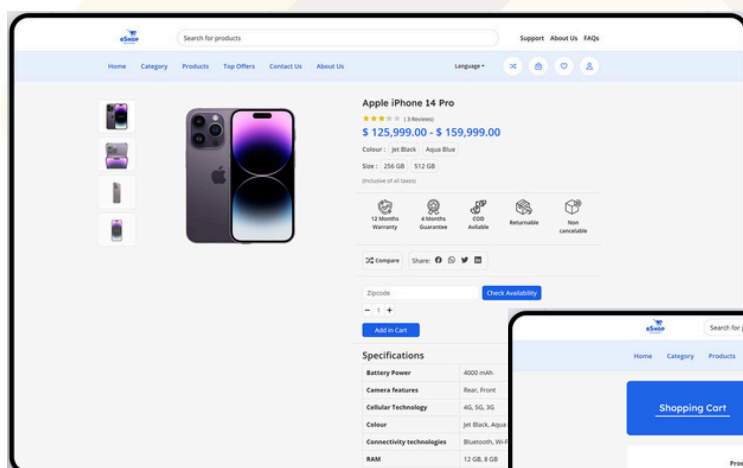 eSHOP
Search for products
Support About Us FAQs
Home Category Products Top Offers Contact Us About Us
Language
Apple iPhone 14 Pro
( 3 Reviews)
$ 125,999.00 - $ 159,999.00
Colour : Jet Black Aqua Blue
Size : 256 GB 512 GB
(Inclusive of all taxes)
12 Months Warranty
4 Months Guarantee
COD Avilable
Returnable
Non cancelable
Compare Share:
Zipcode Check Availability
- 1 +
Add in Cart
Specifications
Battery Power 4000 mAh
Camera features Rear, Front
Cellular Technology 4G, 5G, 3G
Colour Jet Black, Aqua
Connectivity technologies Bluetooth, Wi-F
RAM 12 GB, 8 GB
eSHOP
Search for p
Home Category Products
Shopping Cart
Prod